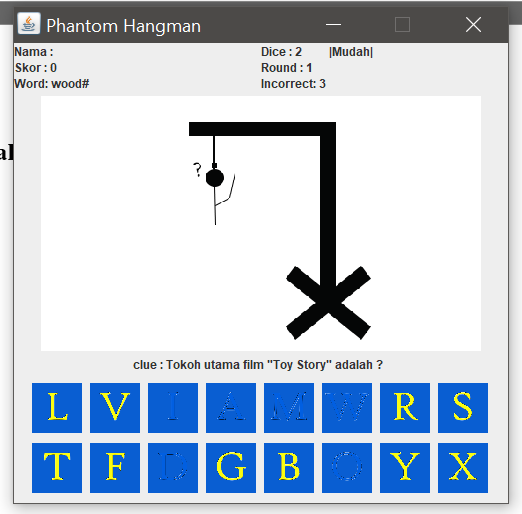 Phantom Hangman
Nama : Dice : 2 |Mudah|
Skor : 0 Round : 1
Word: wood# Incorrect: 3
al
?
clue : Tokoh utama film "Toy Story" adalah ?
L V I A M W R S
T F D G B O Y X